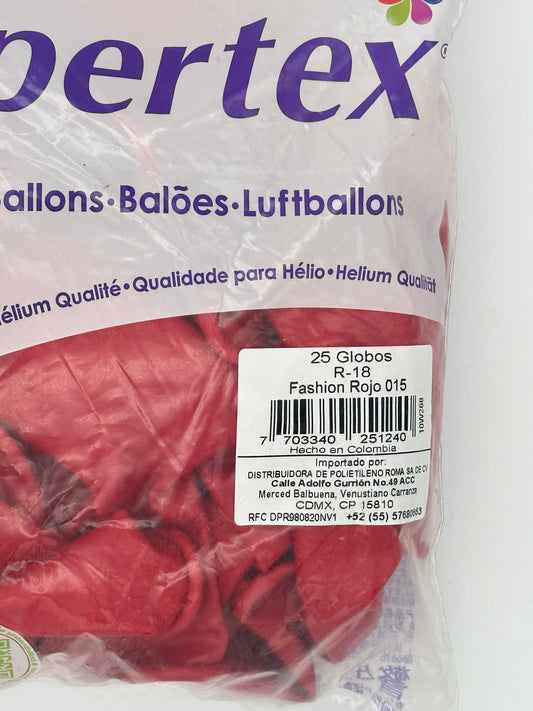 pertex®
allons•Balões•Luftballons
élium Qualité•Qualidade para Hélio•Helium Qualität
25 Globos
R-18
Fashion Rojo 015
7 703340 251240
10W268
Hecho en Colombia
Importado por:
DISTRIBUIDORA DE POLIETILENO ROMA SA DE CV
Calle Adolfo Gurrión No.49 ACC
Merced Balbuena, Venustiano Carranza
CDMX, CP 15810
RFC DPR980820NV1 +52 (55) 57680663